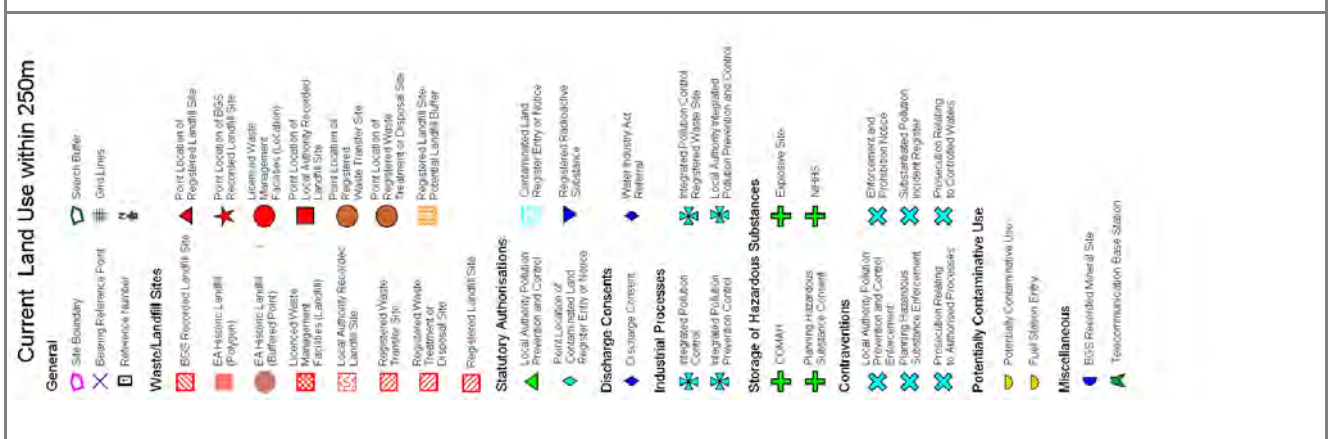 Current Land Use within 250m
General
Site Boundary
Search Buffer
Bearing Reference Point
Grid Lines
Reference Number
N
Waste/Landfill Sites
BGS Recorded Landfill Site
Point Location of
Registered Landfill Site
EA Historic Landfill
(Polygon)
Point Location of BGS
Recorded Landfill Site
EA Historic Landfill
(Buffered Point)
Licenced Waste
Management
Facilities (Location)
Licenced Waste
Management
Facilities (Landfill)
Point Location of
Local Authority Recorded
Landfill Site
Local Authority Recorded
Landfill Site
Point Location of
Registered
Waste Transfer Site
Registered Waste
Transfer Site
Point Location of
Registered Waste
Treatment or Disposal Site
Registered Waste
Treatment or
Disposal Site
Registered Landfill Site-
Potential Landfill Buffer
Registered Landfill Site
Statutory Authorisations
Local Authority Pollution
Prevention and Control
Contaminated Land
Register Entry or Notice
Point Location of
Contaminated Land
Register Entry or Notice
Registered Radioactive
Substance
Discharge Consents
Discharge Consent
Water Industry Act
Referral
Industrial Processes
Integrated Pollution
Control
Integrated Pollution Control
Registered Waste Site
Integrated Pollution
Prevention Control
Local Authority Integrated
Pollution Prevention and Control
Storage of Hazardous Substances
COMAH
Explosive Site
Planning Hazardous
Substance Consent
NIHHS
Contraventions
Local Authority Pollution
Prevention and Control
Enforcement
Enforcement and
Prohibition Notice
Planning Hazardous
Substance Enforcement
Substantiated Pollution
Incident Register
Prosecution Relating
to Authorised Processes
Prosecution Relating
to Controlled Waters
Potentially Contaminative Use
Potentially Contaminative Use
Fuel Station Entry
Miscellaneous
BGS Recorded Mineral Site
Telecommunication Base Station